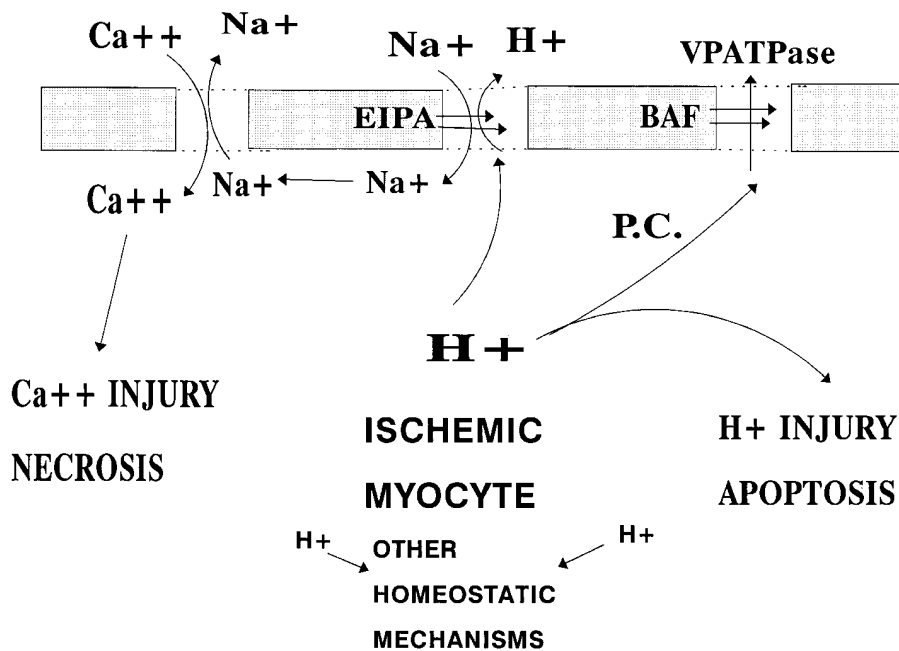 Ca++
Na+
Na+
H+
VPATPase
EIPA
BAF
Ca++
Na+
Na+
P.C.
H+
Ca++ INJURY
NECROSIS
ISCHEMIC
MYOCYTE
H+ INJURY
APOPTOSIS
H+
OTHER
H+
HOMEOSTATIC
MECHANISMS